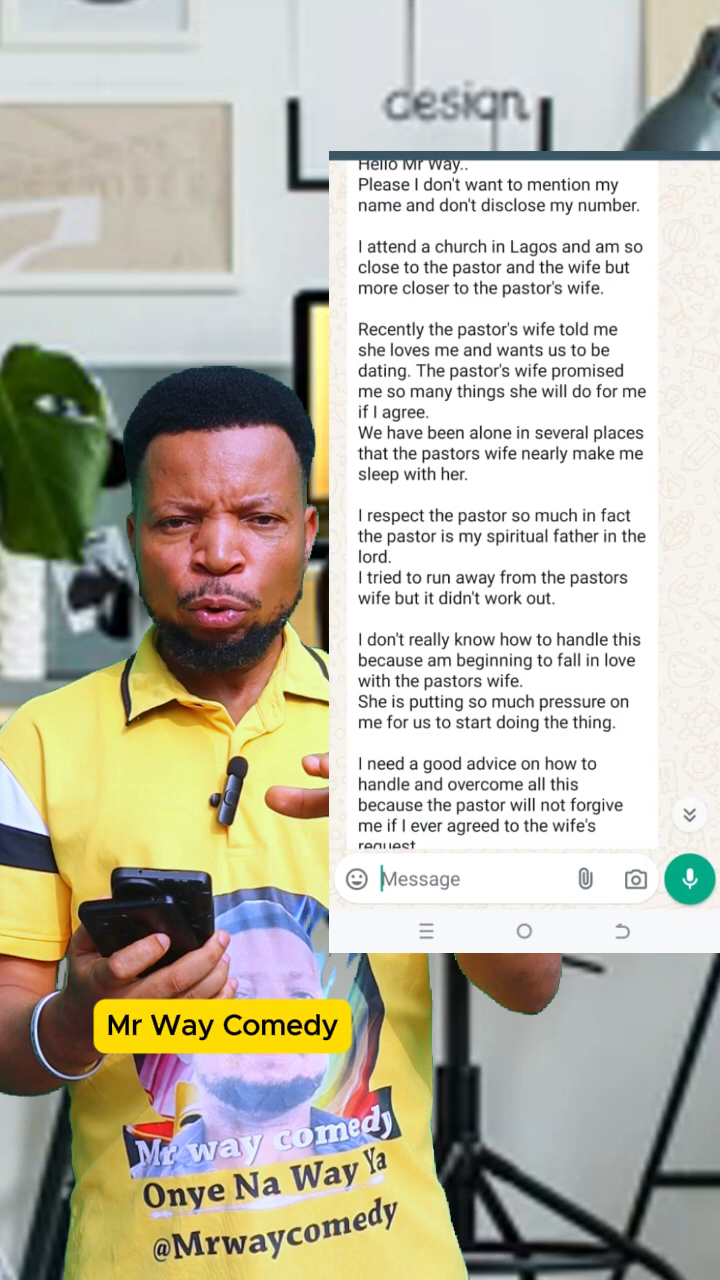 design
Hello Mr Way..
Please I don't want to mention my
name and don't disclose my number.
I attend a church in Lagos and am so
close to the pastor and the wife but
more closer to the pastor's wife.
Recently the pastor's wife told me
she loves me and wants us to be
dating. The pastor's wife promised
me so many things she will do for me
if I agree.
We have been alone in several places
that the pastors wife nearly make me
sleep with her.
I respect the pastor so much in fact
the pastor is my spiritual father in the
lord.
I tried to run away from the pastors
wife but it didn't work out.
I don't really know how to handle this
because am beginning to fall in love
with the pastors wife.
She is putting so much pressure on
me for us to start doing the thing.
I need a good advice on how to
handle and overcome all this
because the pastor will not forgive
me if I ever agreed to the wife's
request
Message
Mr Way Comedy
Mr way comedy
Onye Na Way Ya
@Mrwaycomedy